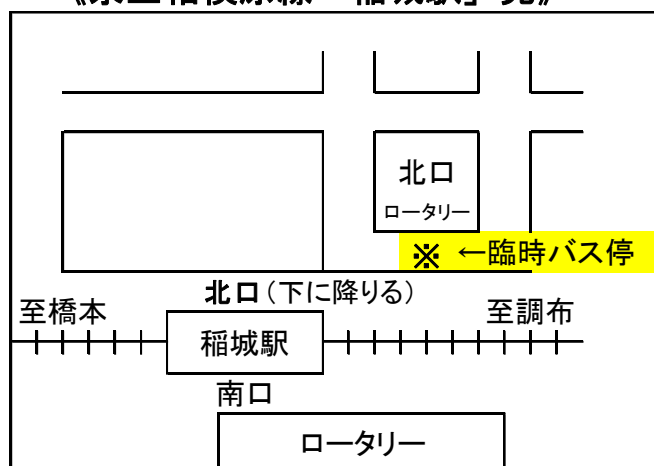 北口
ロータリー
※ ←臨時バス停
北口(下に降りる)
至橋本
至調布
稲城駅
南口
ロータリー